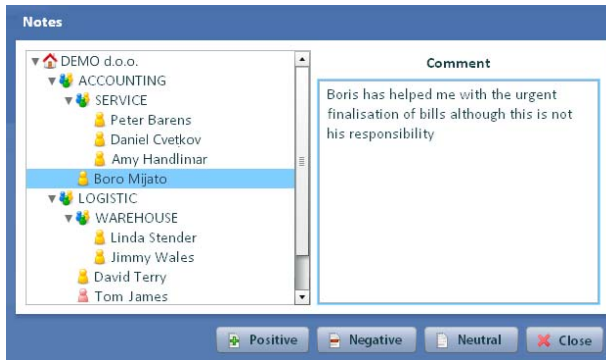 Notes
DEMO d.o.o.
ACCOUNTING
SERVICE
Peter Barens
Daniel Cvetkov
Amy Handlimar
Boro Mijato
LOGISTIC
WAREHOUSE
Linda Stender
Jimmy Wales
David Terry
Tom James
Comment
Boris has helped me with the urgent
finalisation of bills although this is not
his responsibility
Positive
Negative
Neutral
Close